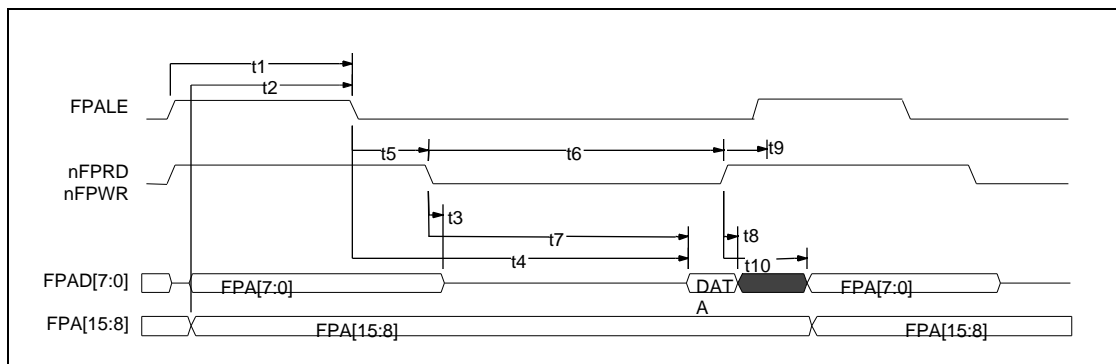 t1
t2
FPALE
t5
t6
t9
nFPRD
nFPWR
t3
t7
t8
t4
t10
FPAD[7:0]
FPA[7:0]
DAT
A
FPA[7:0]
FPA[15:8]
FPA[15:8]
FPA[15:8]